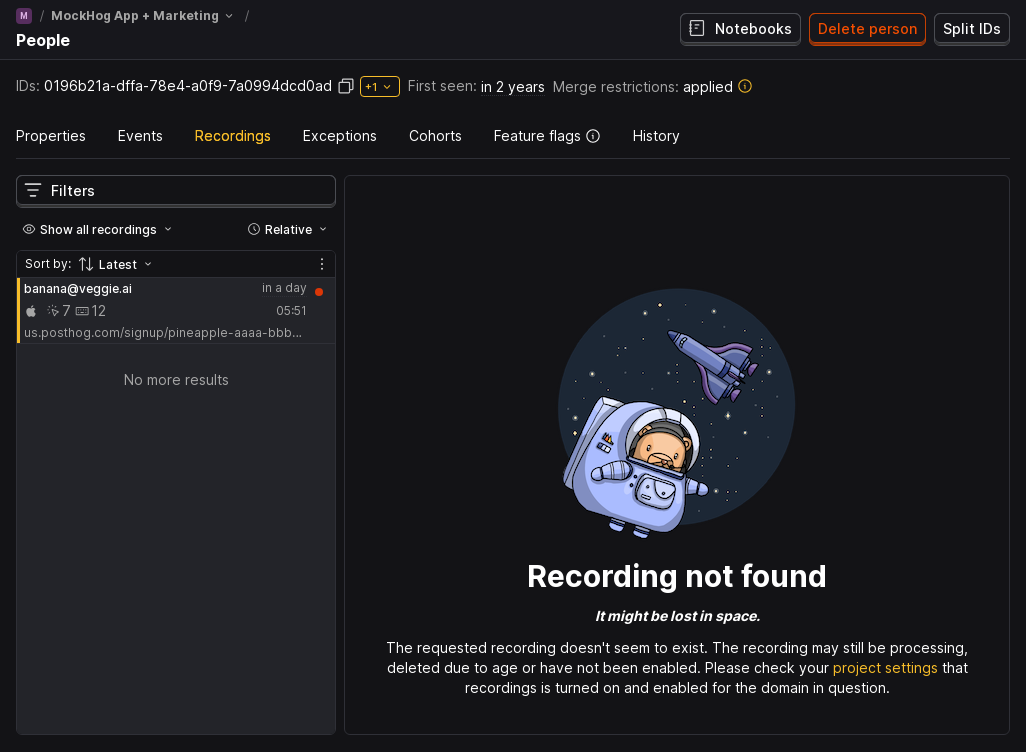 M / MockHog App + Marketing /
People
Notebooks Delete person Split IDs
IDs: 0196b21a-dffa-78e4-a0f9-7a0994dcd0ad +1 First seen: in 2 years Merge restrictions: applied
Properties Events Recordings Exceptions Cohorts Feature flags History
Filters
Show all recordings Relative
Sort by: Latest
banana@veggie.ai in a day
7 12 05:51
us.posthog.com/signup/pineapple-aaaa-bbb...
No more results
Recording not found
It might be lost in space.
The requested recording doesn't seem to exist. The recording may still be processing,
deleted due to age or have not been enabled. Please check your project settings that
recordings is turned on and enabled for the domain in question.